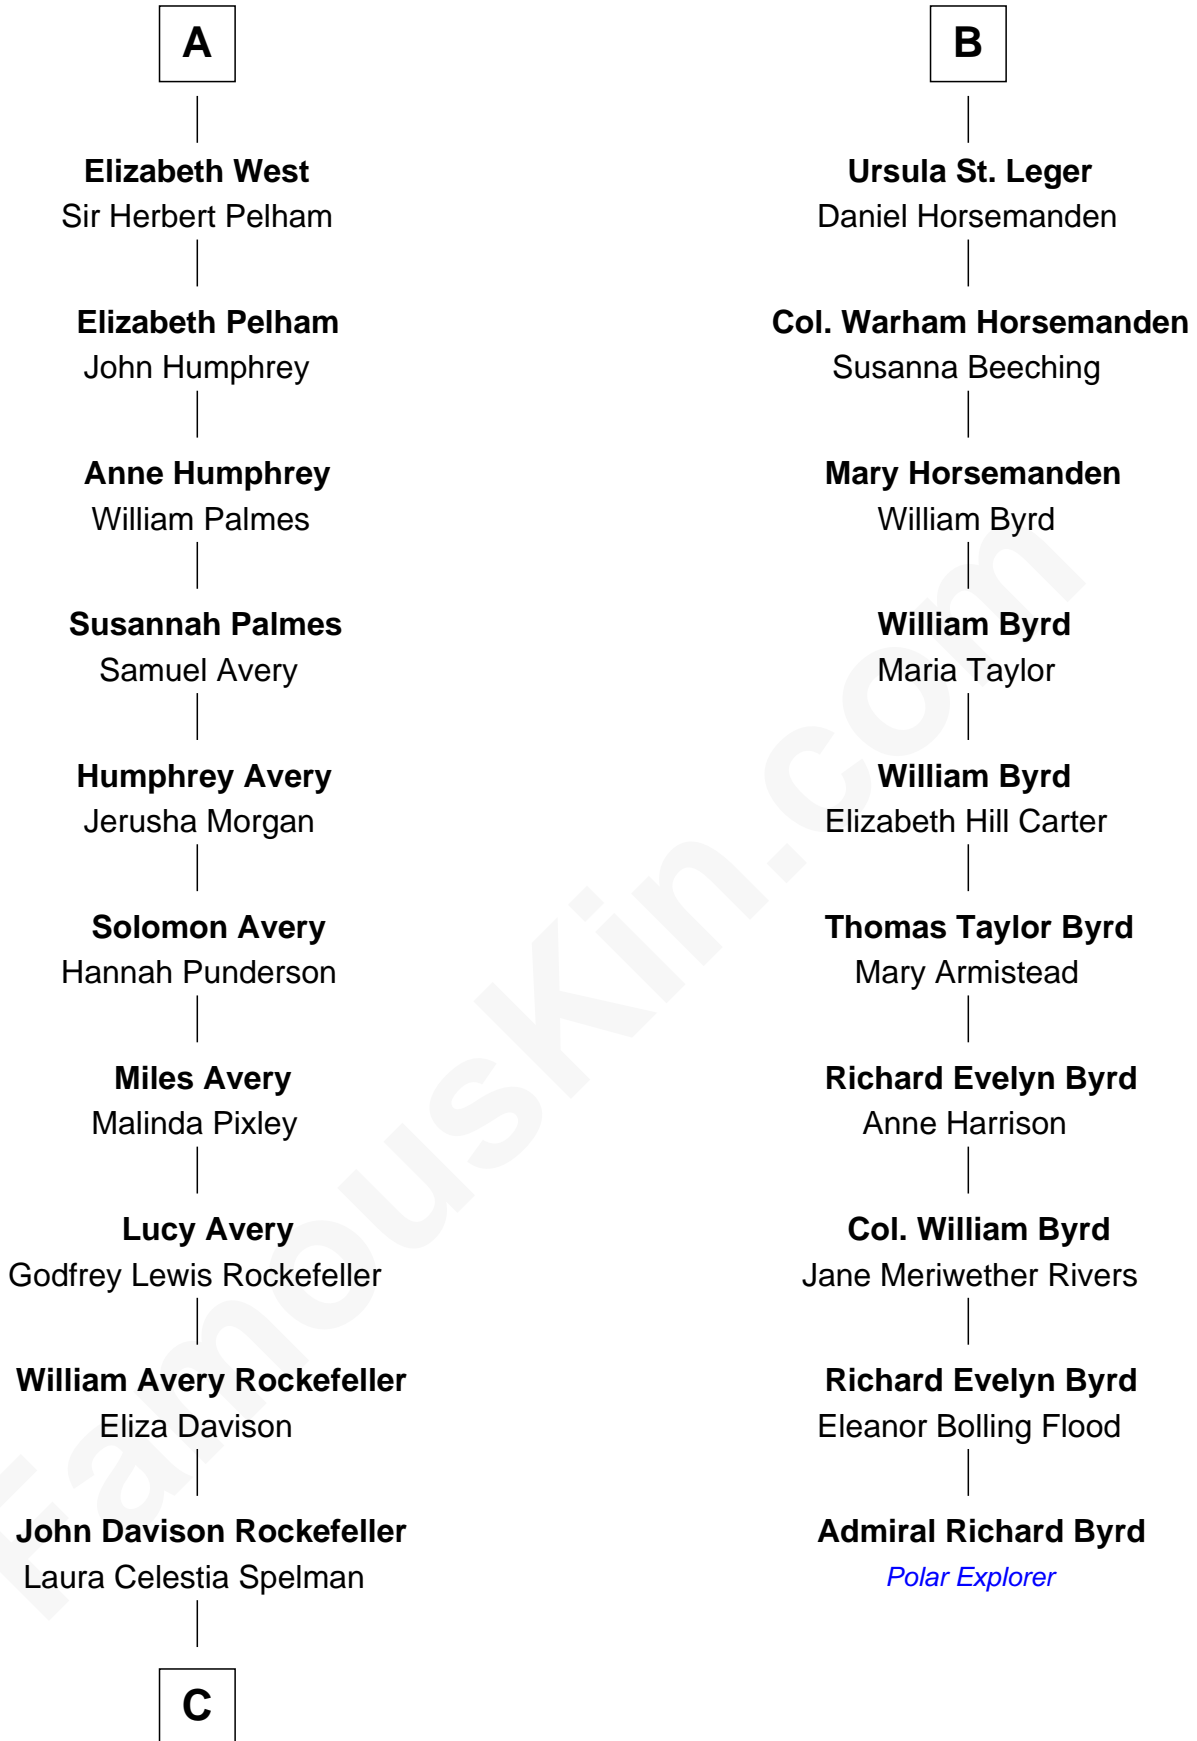 A
Elizabeth West
Sir Herbert Pelham
Elizabeth Pelham
John Humphrey
Anne Humphrey
William Palmes
Susannah Palmes
Samuel Avery
Humphrey Avery
Jerusha Morgan
Solomon Avery
Hannah Punderson
Miles Avery
Malinda Pixley
Lucy Avery
Godfrey Lewis Rockefeller
William Avery Rockefeller
Eliza Davison
John Davison Rockefeller
Laura Celestia Spelman
C
B
Ursula St. Leger
Daniel Horsemanden
Col. Warham Horsemanden
Susanna Beeching
Mary Horsemanden
William Byrd
William Byrd
Maria Taylor
William Byrd
Elizabeth Hill Carter
Thomas Taylor Byrd
Mary Armistead
Richard Evelyn Byrd
Anne Harrison
Col. William Byrd
Jane Meriwether Rivers
Richard Evelyn Byrd
Eleanor Bolling Flood
Admiral Richard Byrd
Polar Explorer
FamousKin.com